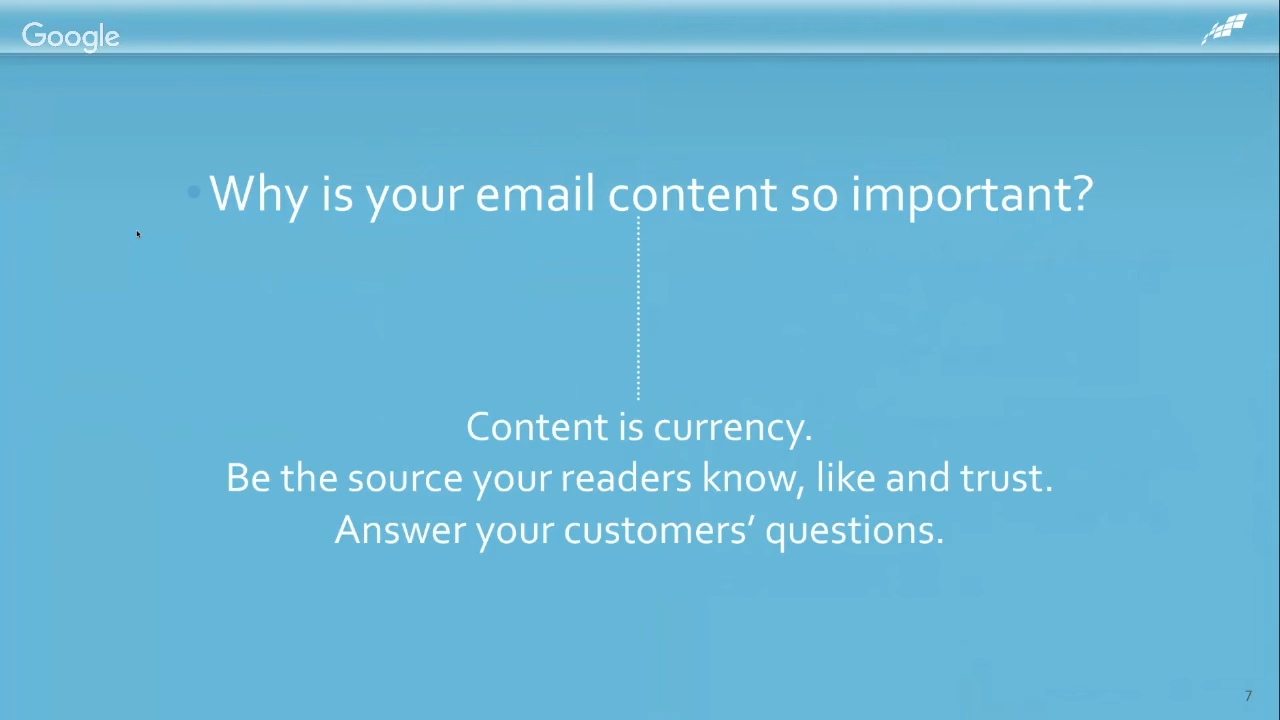 Google
• Why is your email content so important?
Content is currency.
Be the source your readers know, like and trust.
Answer your customers’ questions.
7